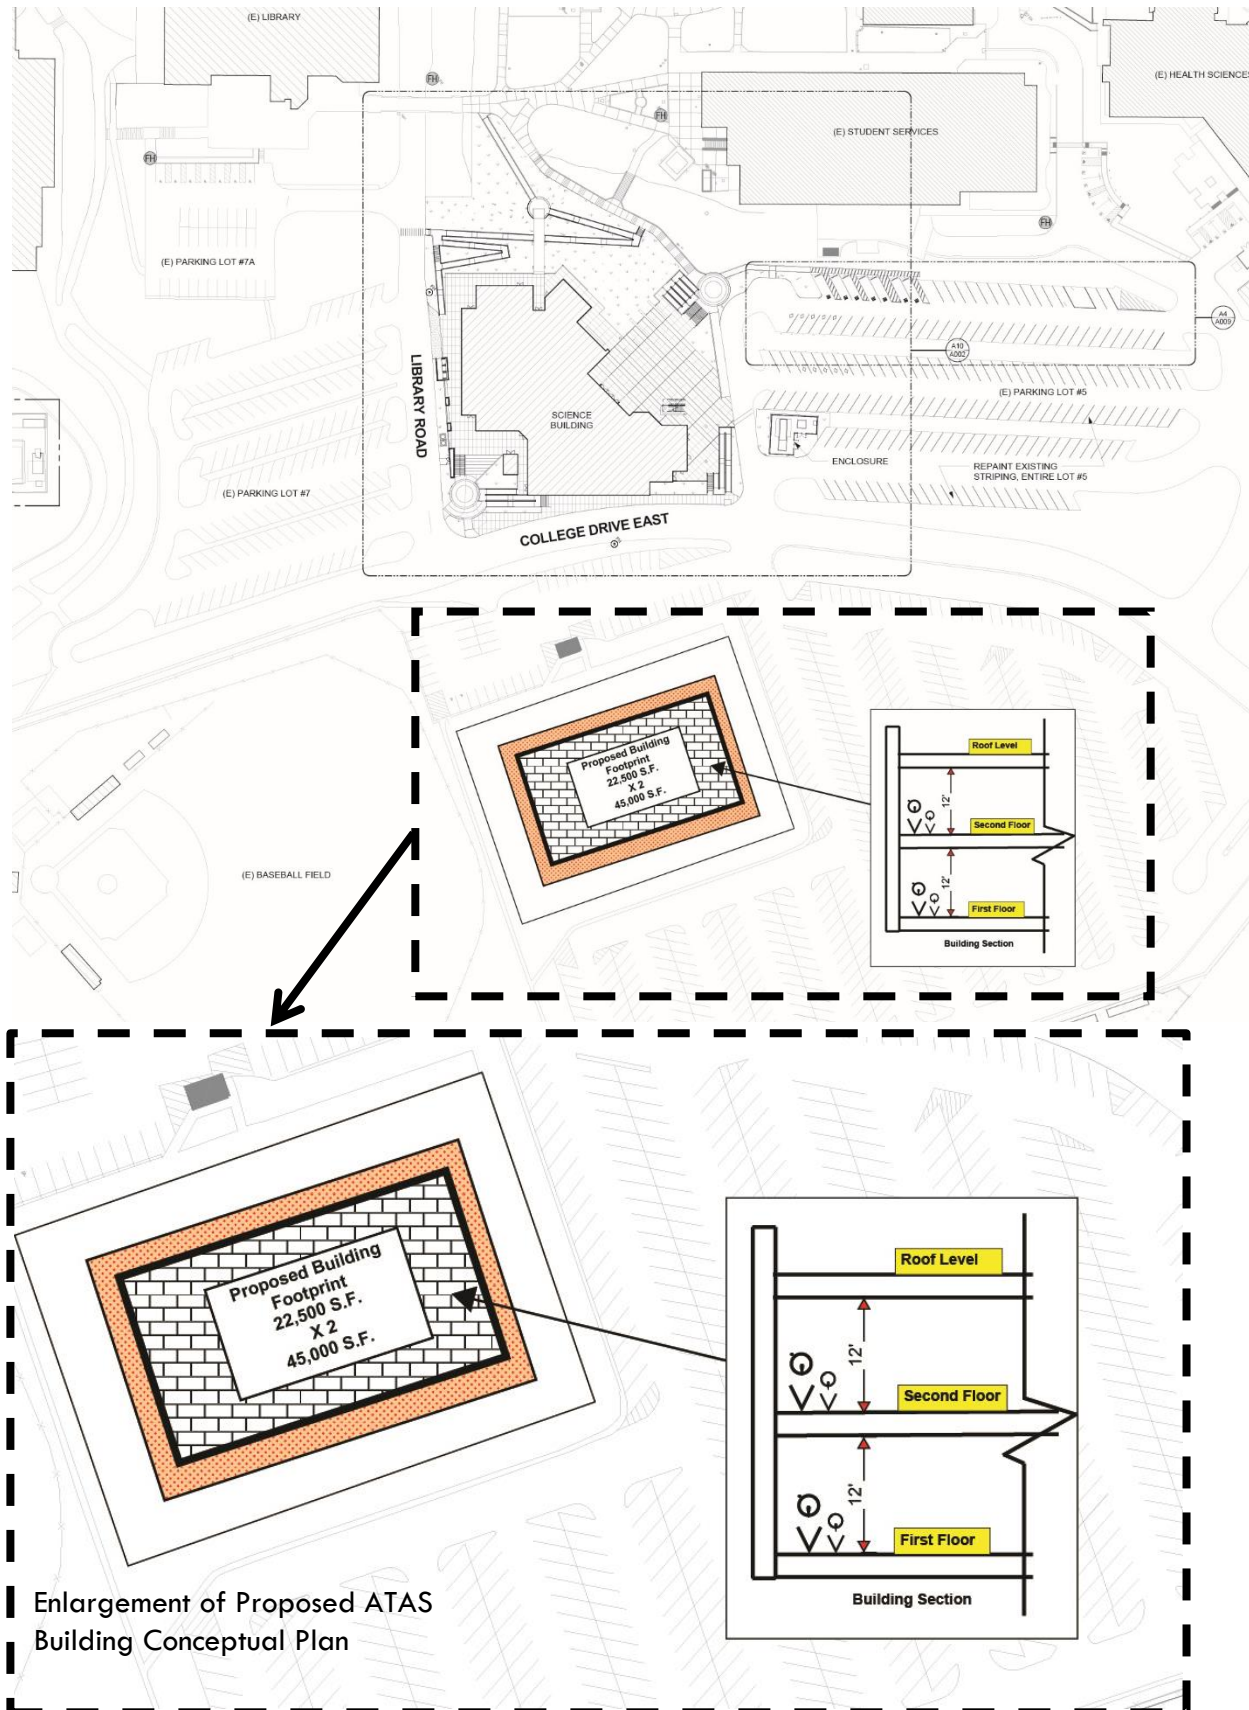 (E) LIBRARY
(E) HEALTH SCIENCES
FH
(E) STUDENT SERVICES
FH
FH
FH
(E) PARKING LOT #7A
A4
A009
A10
A002
LIBRARY ROAD
(E) PARKING LOT #5
SCIENCE
BUILDING
ENCLOSURE
REPAINT EXISTING
STRIPING, ENTIRE LOT #5
(E) PARKING LOT #7
COLLEGE DRIVE EAST
Proposed Building
Footprint
22,500 S.F.
X 2
45,000 S.F.
Roof Level
12'
Second Floor
12'
First Floor
Building Section
(E) BASEBALL FIELD
Proposed Building
Footprint
22,500 S.F.
X 2
45,000 S.F.
Roof Level
12'
Second Floor
12'
First Floor
Building Section
Enlargement of Proposed ATAS
Building Conceptual Plan